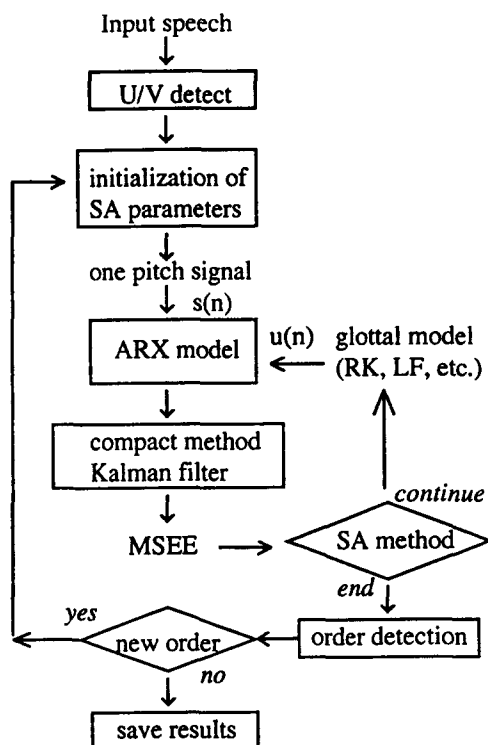 Input speech
U/V detect
initialization of
SA parameters
one pitch signal
s(n)
ARX model
u(n)
glottal model
(RK, LF, etc.)
compact method
Kalman filter
continue
MSEE
SA method
end
yes
new order
order detection
no
save results